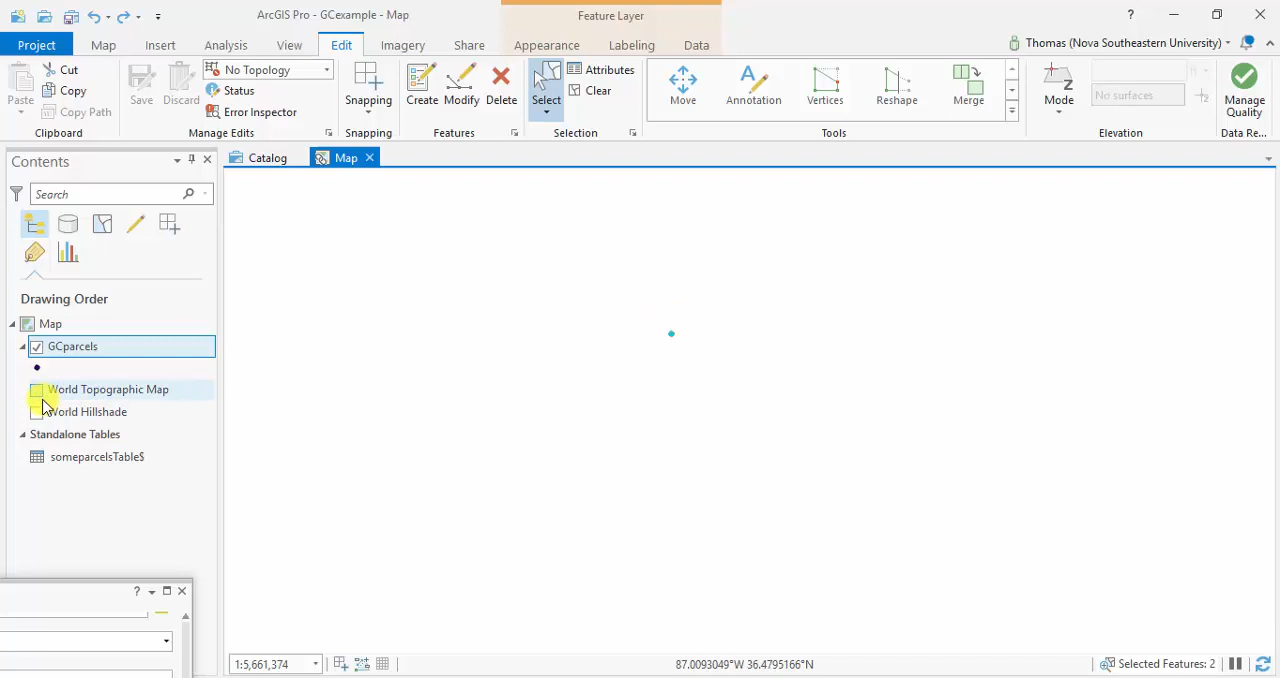 ArcGIS Pro - GCexample - Map
Feature Layer
?
Project Map Insert Analysis View Edit Imagery Share Appearance Labeling Data
Thomas (Nova Southeastern University)
Paste
Cut
Copy
Copy Path
Clipboard
Save
Discard
No Topology
Status
Error Inspector
Manage Edits
Snapping
Snapping
Create
Modify
Delete
Features
Select
Attributes
Clear
Selection
Move
Annotation
Vertices
Reshape
Merge
Tools
Mode
No surfaces
Elevation
Manage
Quality
Data Re...
Contents
Search
Drawing Order
Map
GCparcels
World Topographic Map
World Hillshade
Standalone Tables
someparcelsTable$
?
Catalog
Map
1:5,661,374
87.0093049°W 36.4795166°N
Selected Features: 2